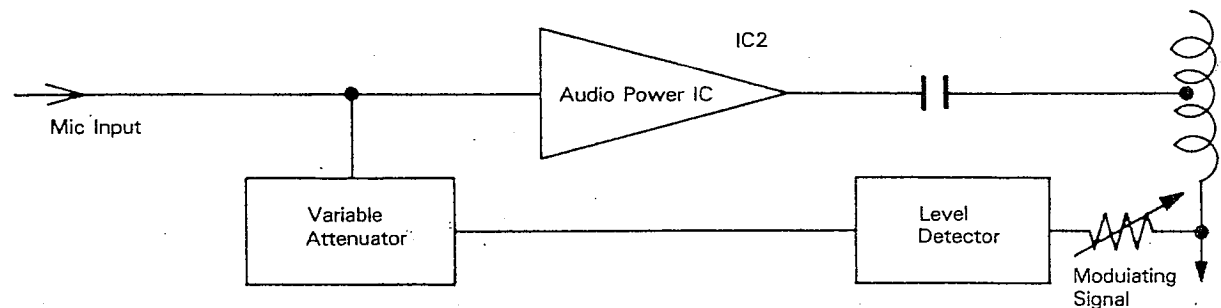 IC2
Audio Power IC
Mic Input
Variable
Attenuator
Level
Detector
Moduiating
Signal